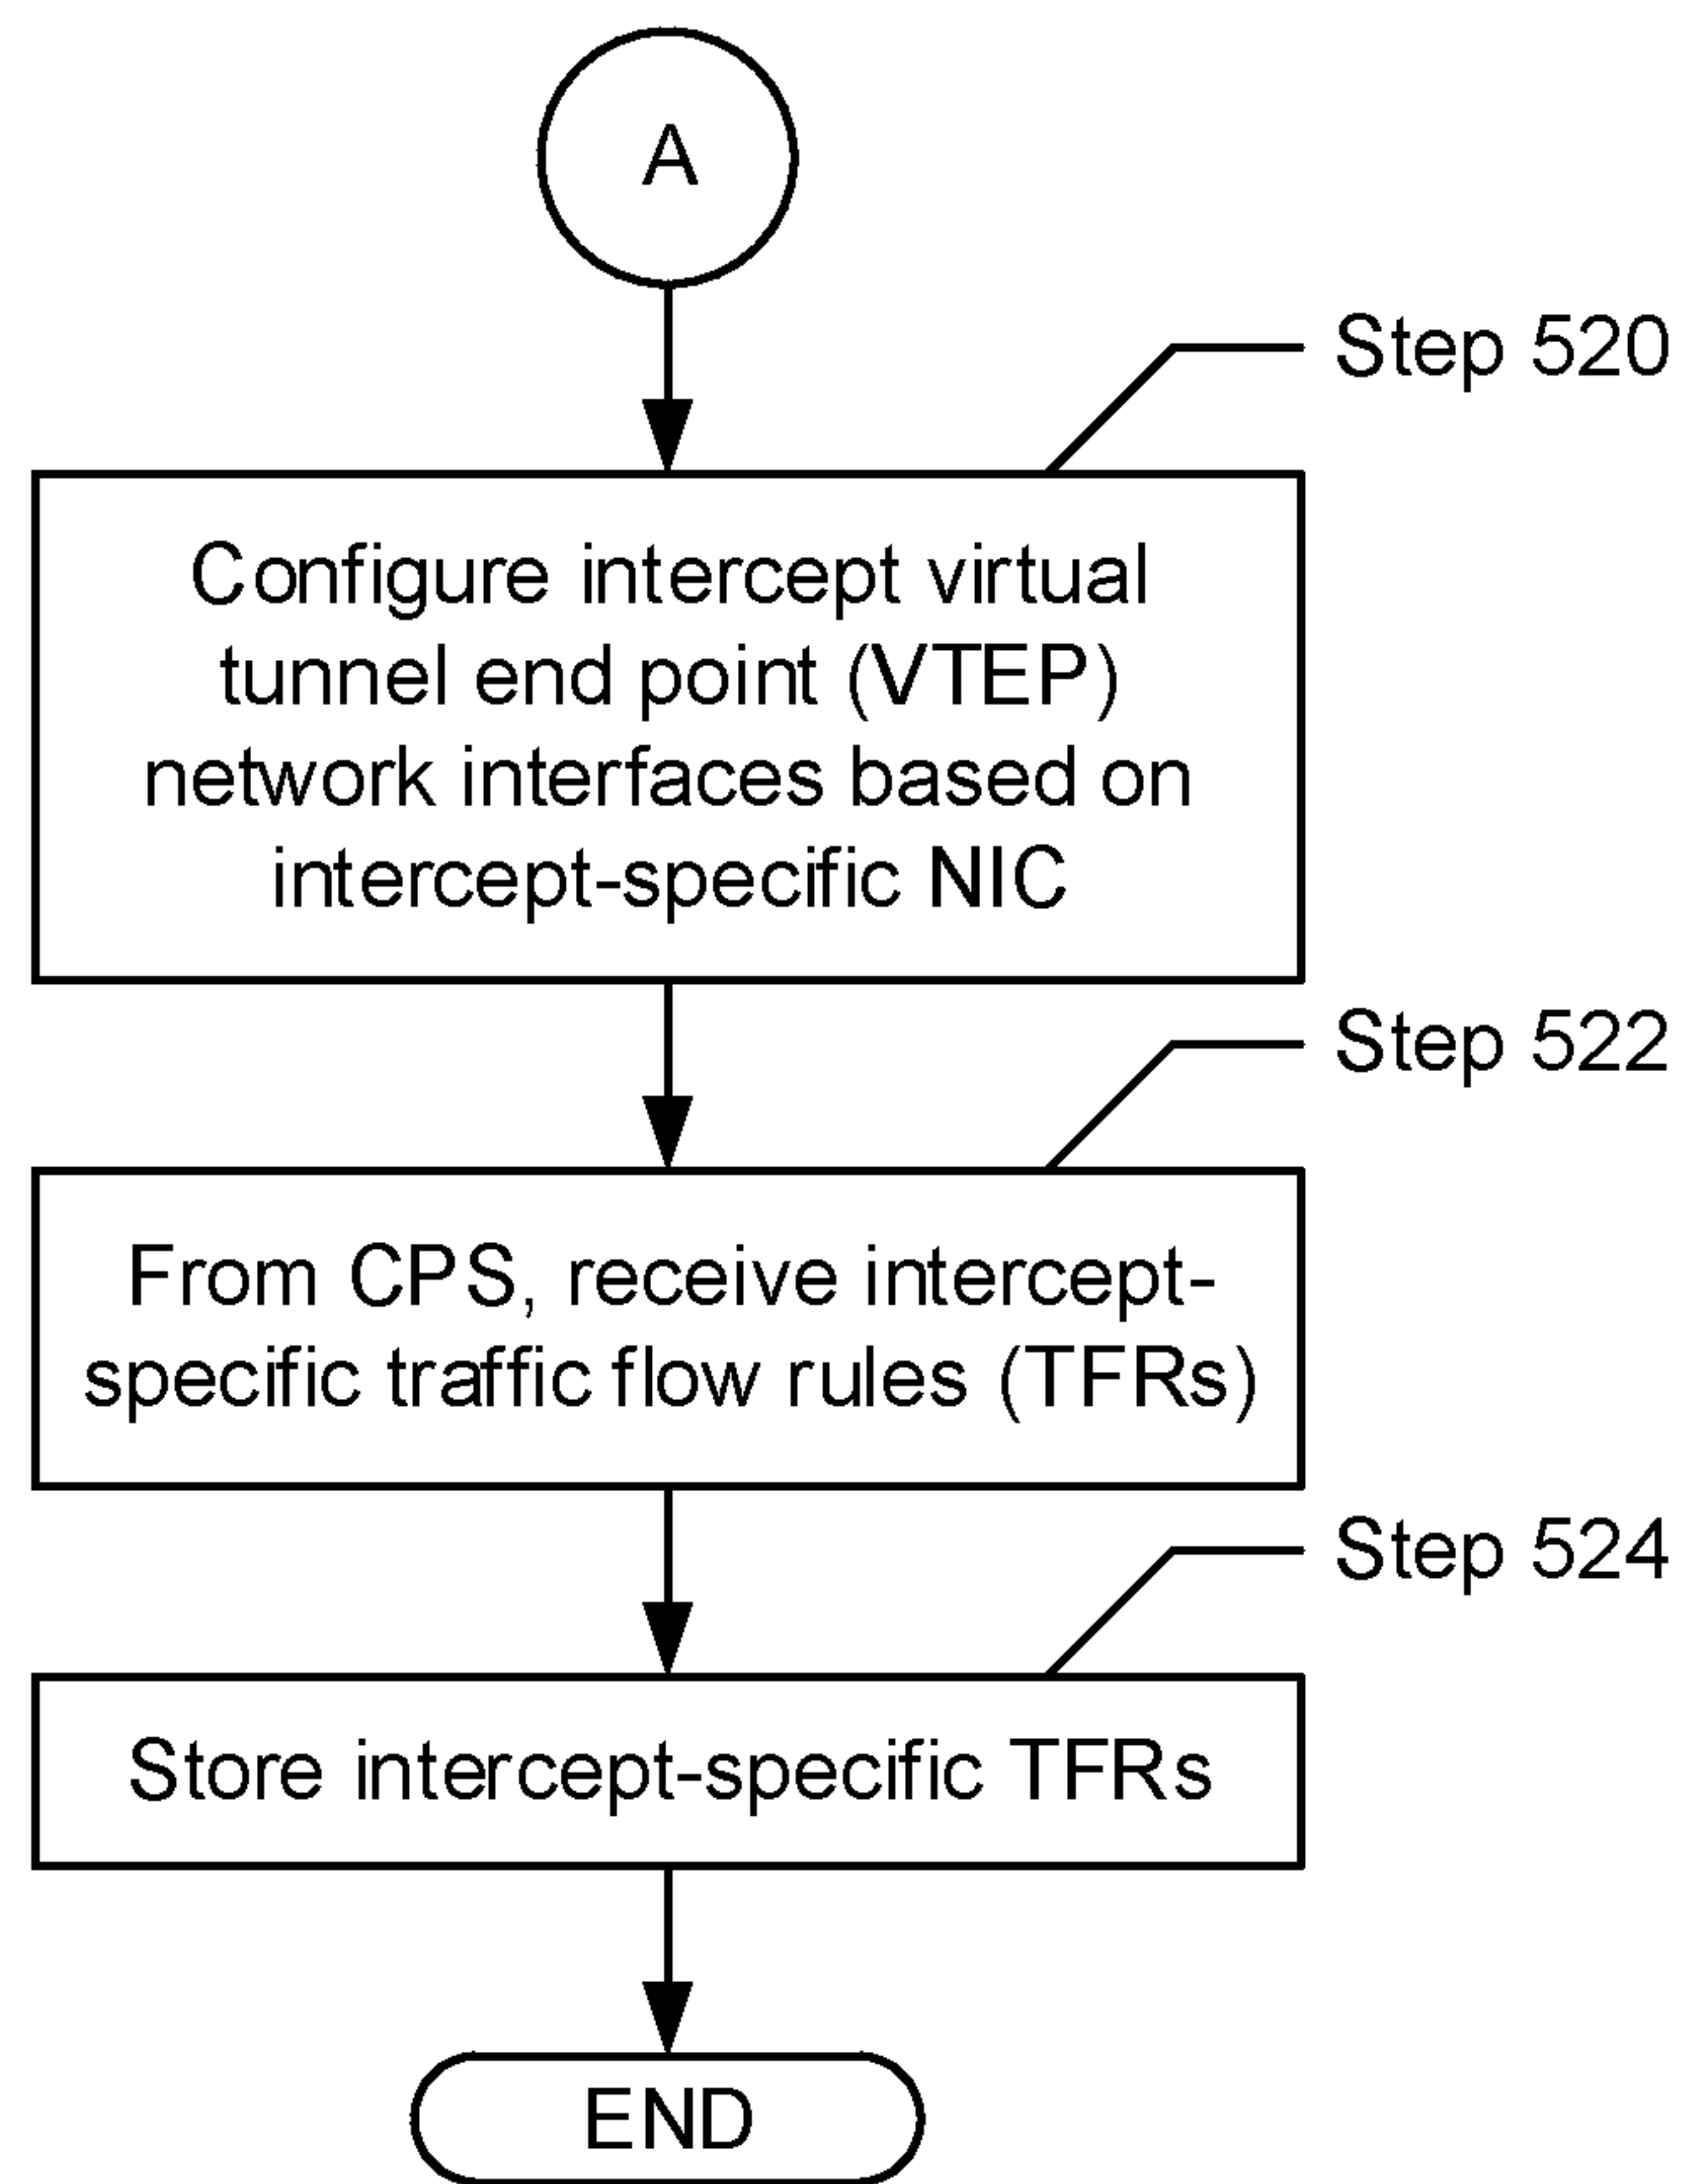 A
Step 520
Configure intercept virtual
tunnel end point (VTEP)
network interfaces based on
intercept-specific NIC
Step 522
From CPS, receive intercept-
specific traffic flow rules (TFRs)
Step 524
Store intercept-specific TFRs
END